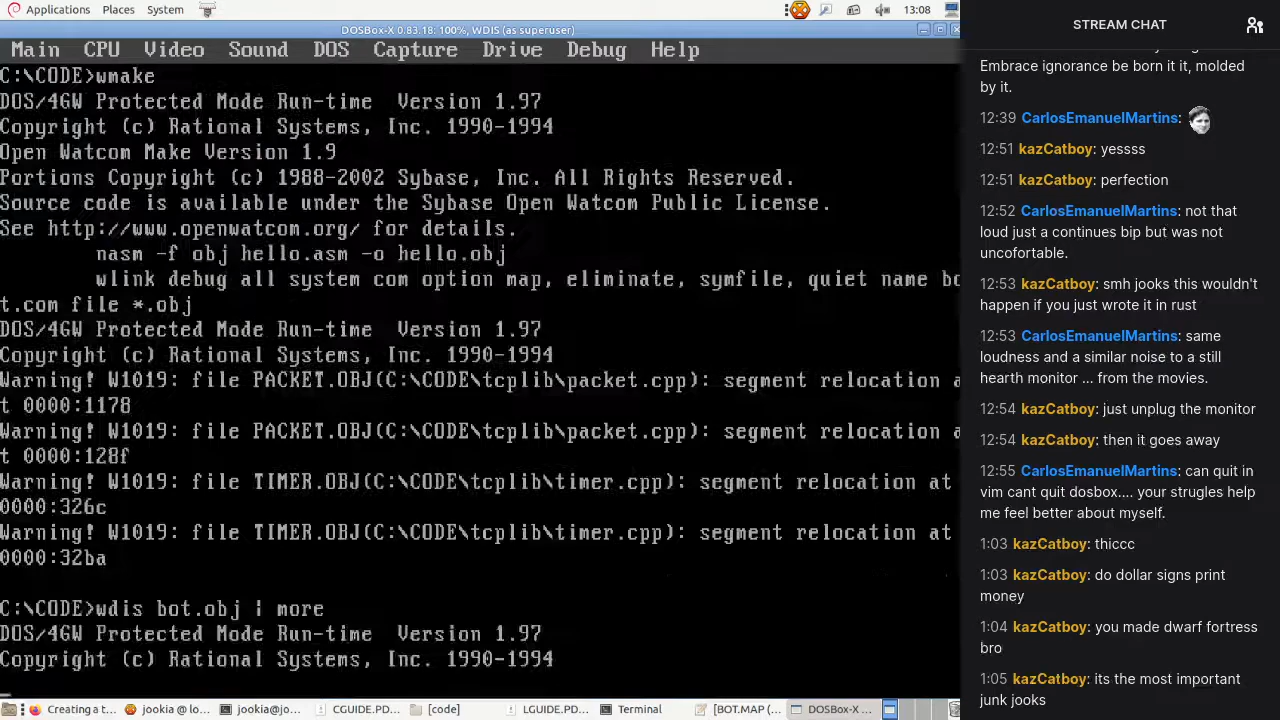 Applications Places System 13:08
DOSBox-X 0.83.18: 100%, WDIS (as superuser)
Main CPU Video Sound DOS Capture Drive Debug Help
C:\CODE>wmake
DOS/4GW Protected Mode Run-time Version 1.97
Copyright (c) Rational Systems, Inc. 1990-1994
Open Watcom Make Version 1.9
Portions Copyright (c) 1988-2002 Sybase, Inc. All Rights Reserved.
Source code is available under the Sybase Open Watcom Public License.
See http://www.openwatcom.org/ for details.
nasm -f obj hello.asm -o hello.obj
wlink debug all system com option map, eliminate, symfile, quiet name bo
t.com file *.obj
DOS/4GW Protected Mode Run-time Version 1.97
Copyright (c) Rational Systems, Inc. 1990-1994
Warning! W1019: file PACKET.OBJ(C:\CODE\tcplib\packet.cpp): segment relocation a
t 0000:1178
Warning! W1019: file PACKET.OBJ(C:\CODE\tcplib\packet.cpp): segment relocation a
t 0000:128f
Warning! W1019: file TIMER.OBJ(C:\CODE\tcplib\timer.cpp): segment relocation at
0000:326c
Warning! W1019: file TIMER.OBJ(C:\CODE\tcplib\timer.cpp): segment relocation at
0000:32ba
C:\CODE>wdis bot.obj | more
DOS/4GW Protected Mode Run-time Version 1.97
Copyright (c) Rational Systems, Inc. 1990-1994
Creating a t... jookia @ lo... jookia@jo... CGUIDE.PD... [code] LGUIDE.PD... Terminal [BOT.MAP (... DOSBox-X ...
STREAM CHAT
Embrace ignorance be born it it, molded
by it.
12:39 CarlosEmanuelMartins:
12:51 kazCatboy: yessss
12:51 kazCatboy: perfection
12:52 CarlosEmanuelMartins: not that
loud just a continues bip but was not
uncofortable.
12:53 kazCatboy: smh jooks this wouldn't
happen if you just wrote it in rust
12:53 CarlosEmanuelMartins: same
loudness and a similar noise to a still
hearth monitor ... from the movies.
12:54 kazCatboy: just unplug the monitor
12:54 kazCatboy: then it goes away
12:55 CarlosEmanuelMartins: can quit in
vim cant quit dosbox.... your strugles help
me feel better about myself.
1:03 kazCatboy: thiccc
1:03 kazCatboy: do dollar signs print
money
1:04 kazCatboy: you made dwarf fortress
bro
1:05 kazCatboy: its the most important
junk jooks